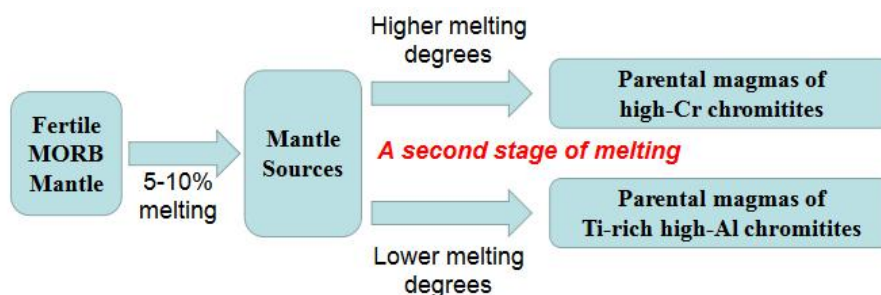 Higher melting
degrees
Parental magmas of
high-Cr chromitites
Fertile
MORB
Mantle
5-10%
melting
Mantle
Sources
A second stage of melting
Parental magmas of
Ti-rich high-Al chromitites
Lower melting
degrees